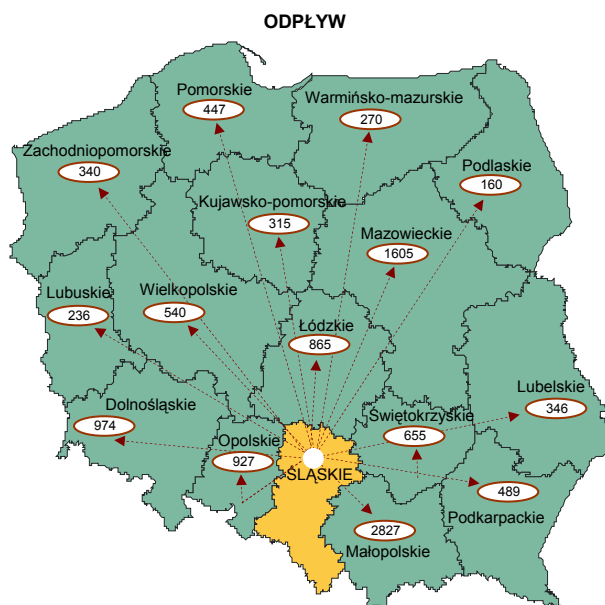 ODPŁYW
Pomorskie
447
Warmińsko-mazurskie
270
Zachodniopomorskie
340
Podlaskie
160
Kujawsko-pomorskie
315
Mazowieckie
1605
Lubuskie
236
Wielkopolskie
540
Łódzkie
865
Dolnośląskie
974
Lubelskie
346
Świętokrzyskie
655
Opolskie
927
ŚLĄSKIE
489
Podkarpackie
2827
Małopolskie